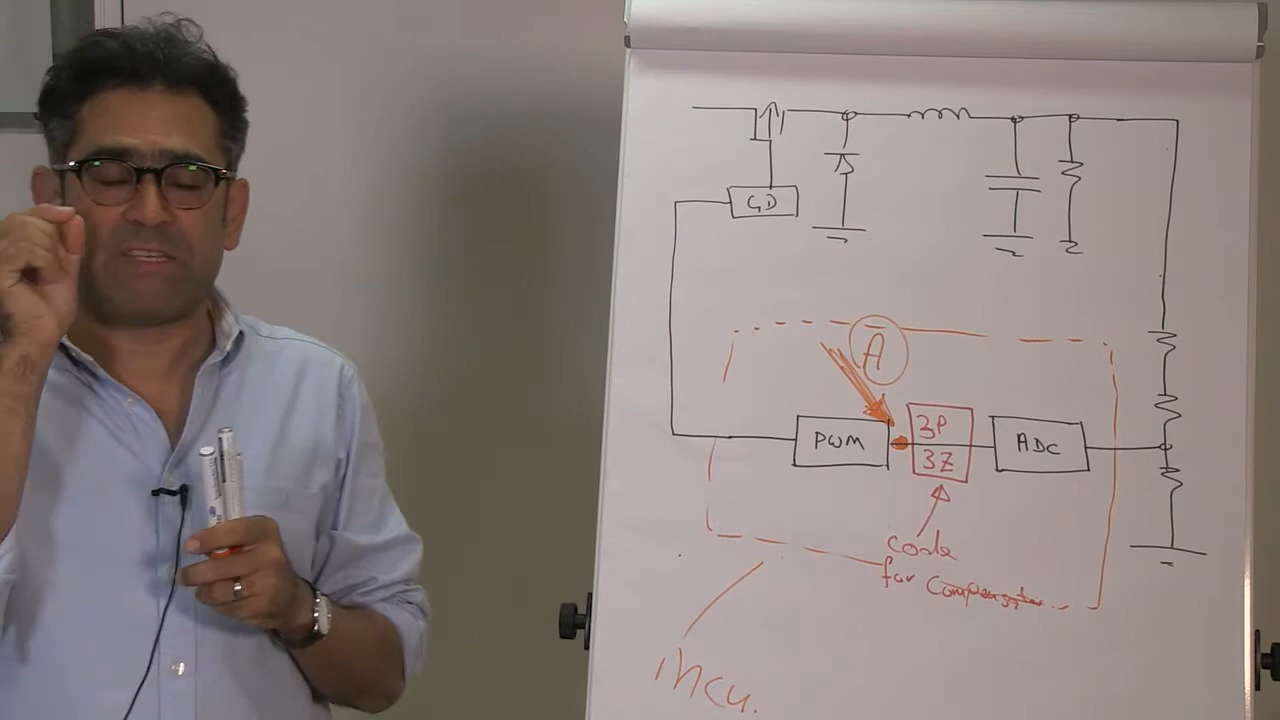 GD
A
PWM
3P
3Z
ADC
code
for Compensator
mcu.